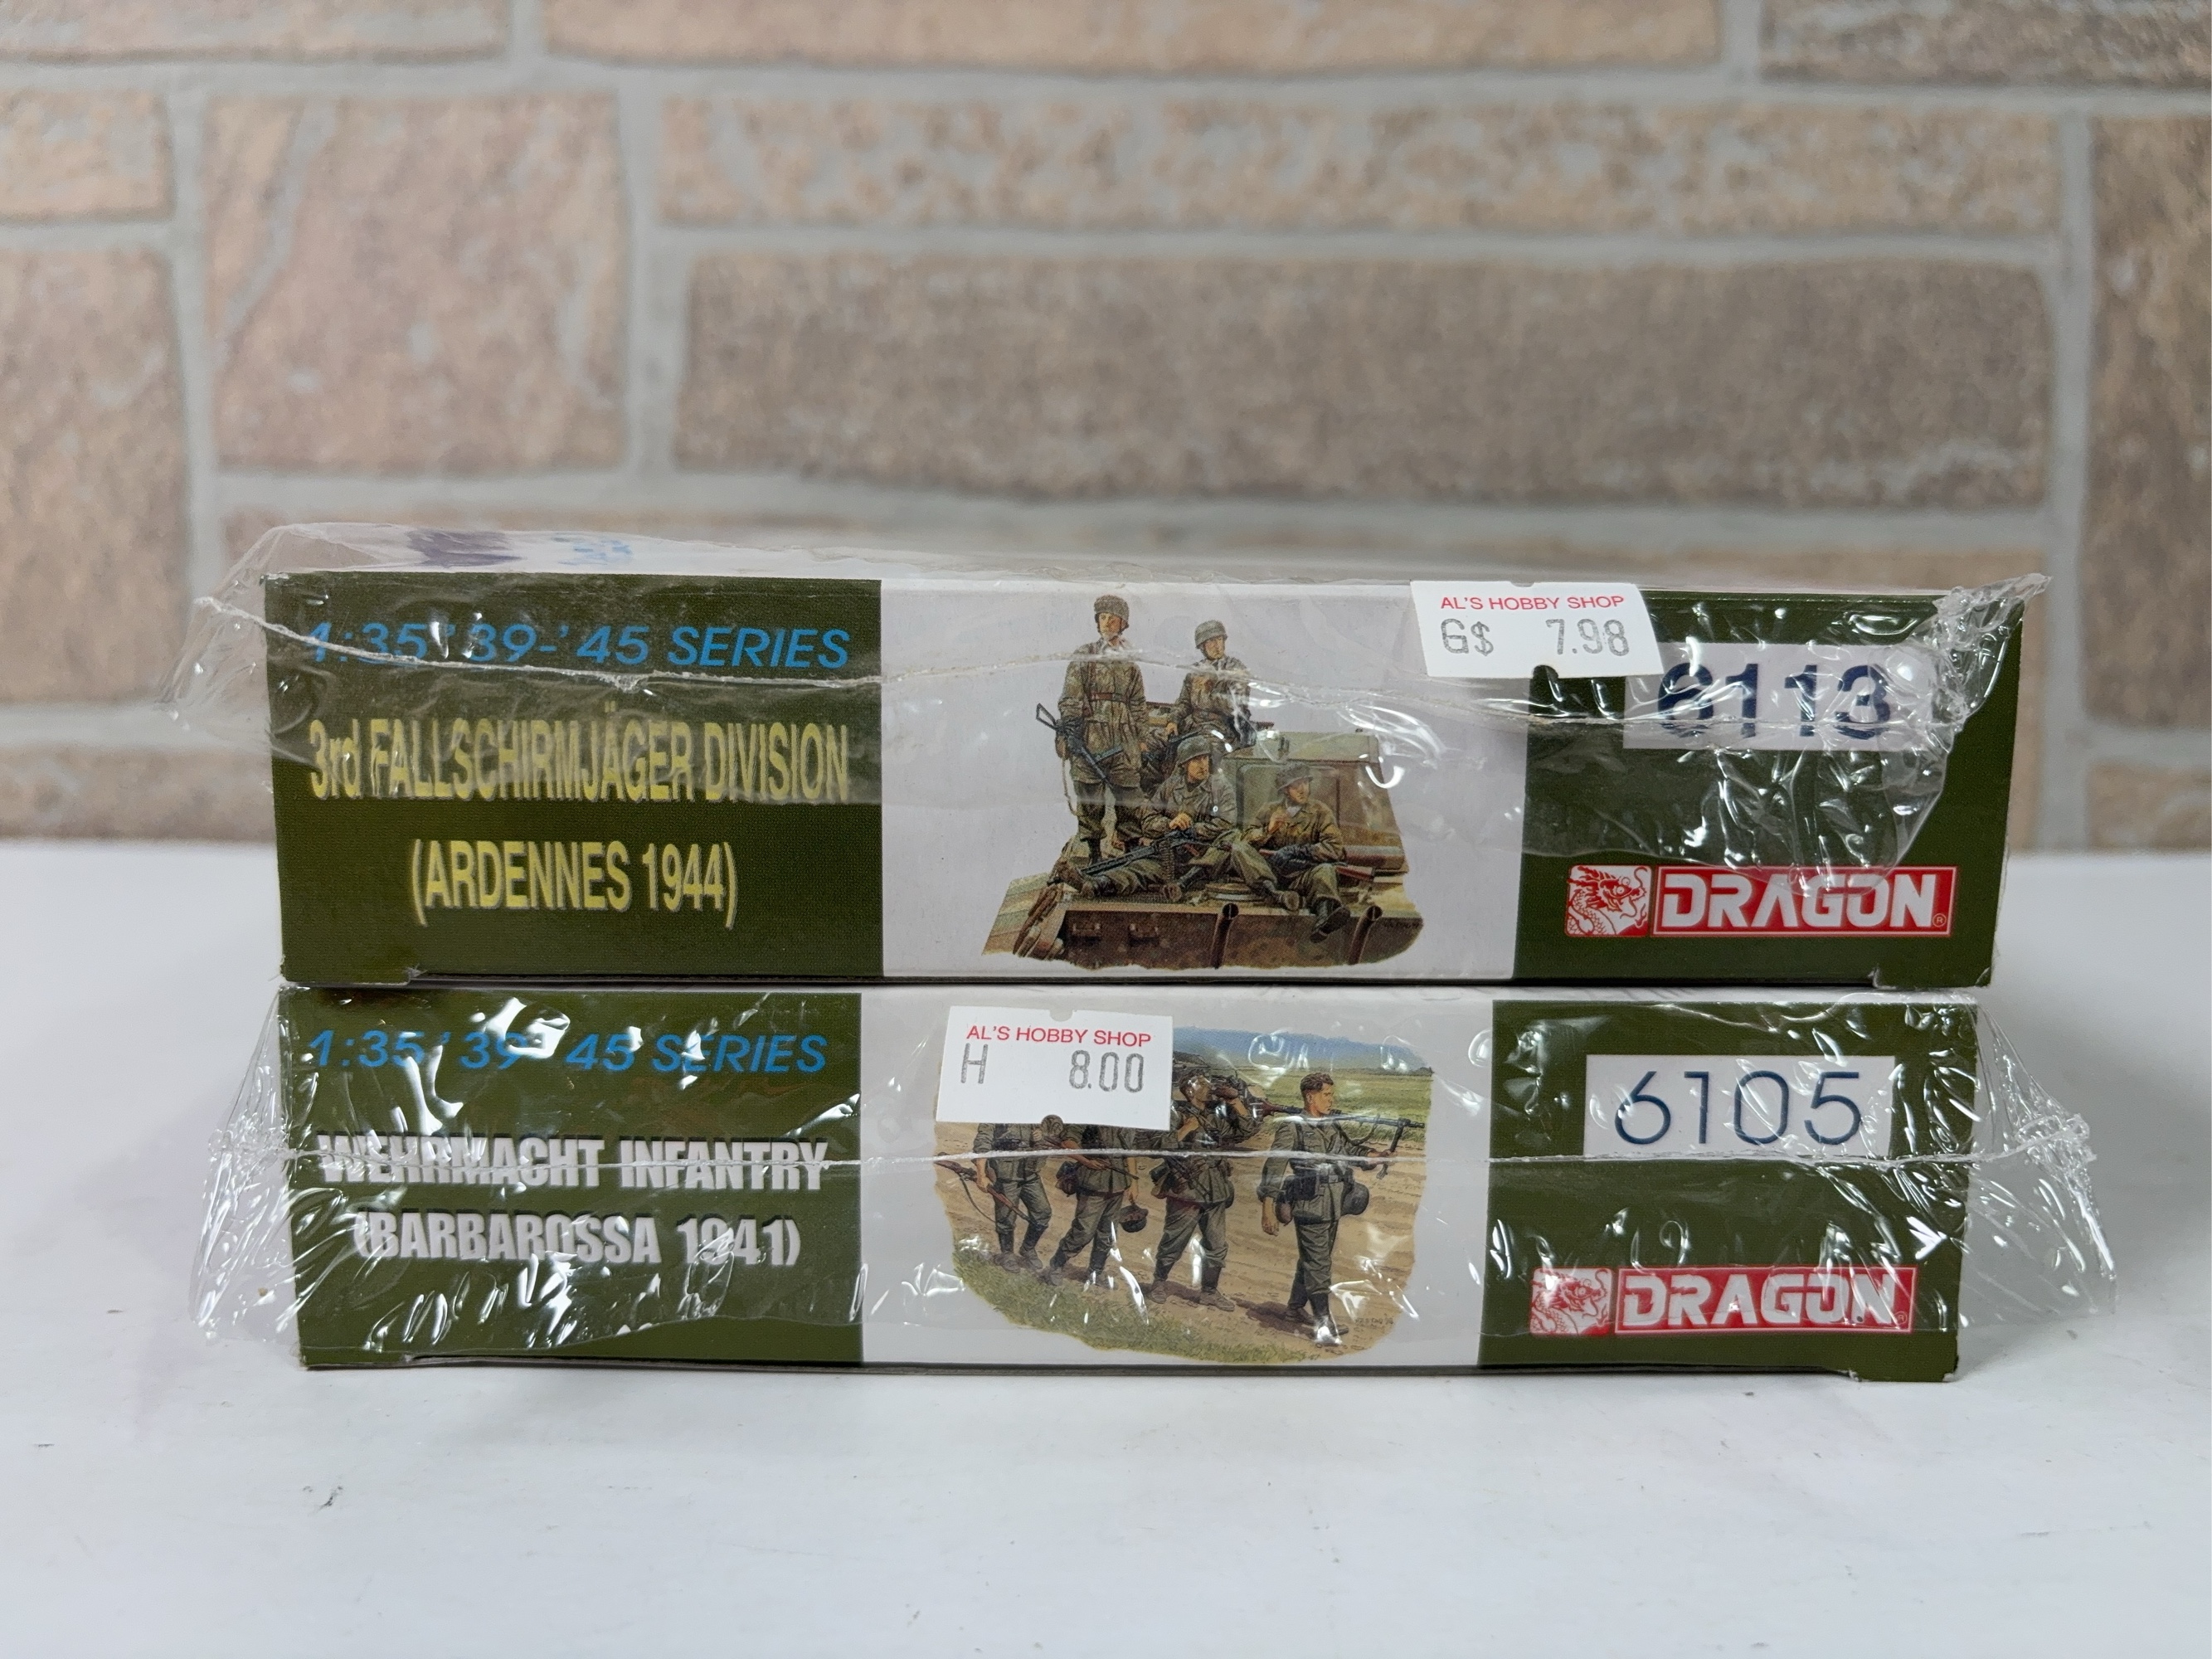 1:35 '39-'45 SERIES
3rd FALLSCHIRMJÄGER DIVISION
(ARDENNES 1944)
AL'S HOBBY SHOP
G$ 7.98
6113
DRAGON®
1:35 '39-'45 SERIES
WEHRMACHT INFANTRY
(BARBAROSSA 1941)
AL'S HOBBY SHOP
H 8.00
6105
DRAGON®